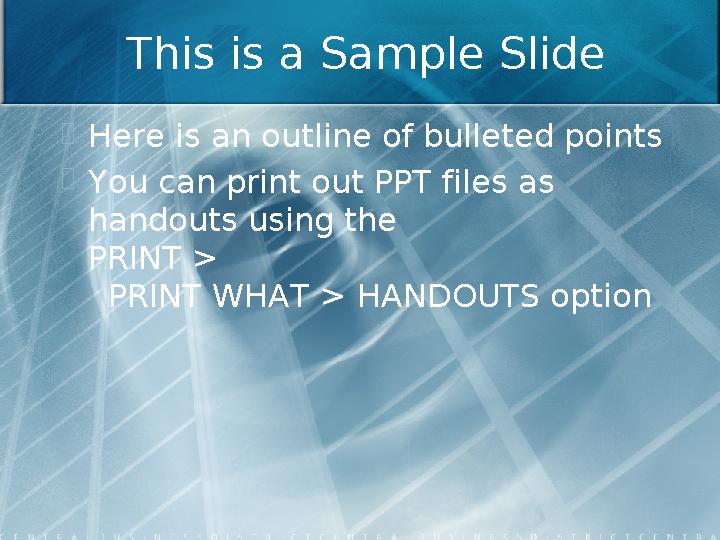 This is a Sample Slide
Here is an outline of bulleted points
You can print out PPT files as
handouts using the
PRINT >
PRINT WHAT > HANDOUTS option